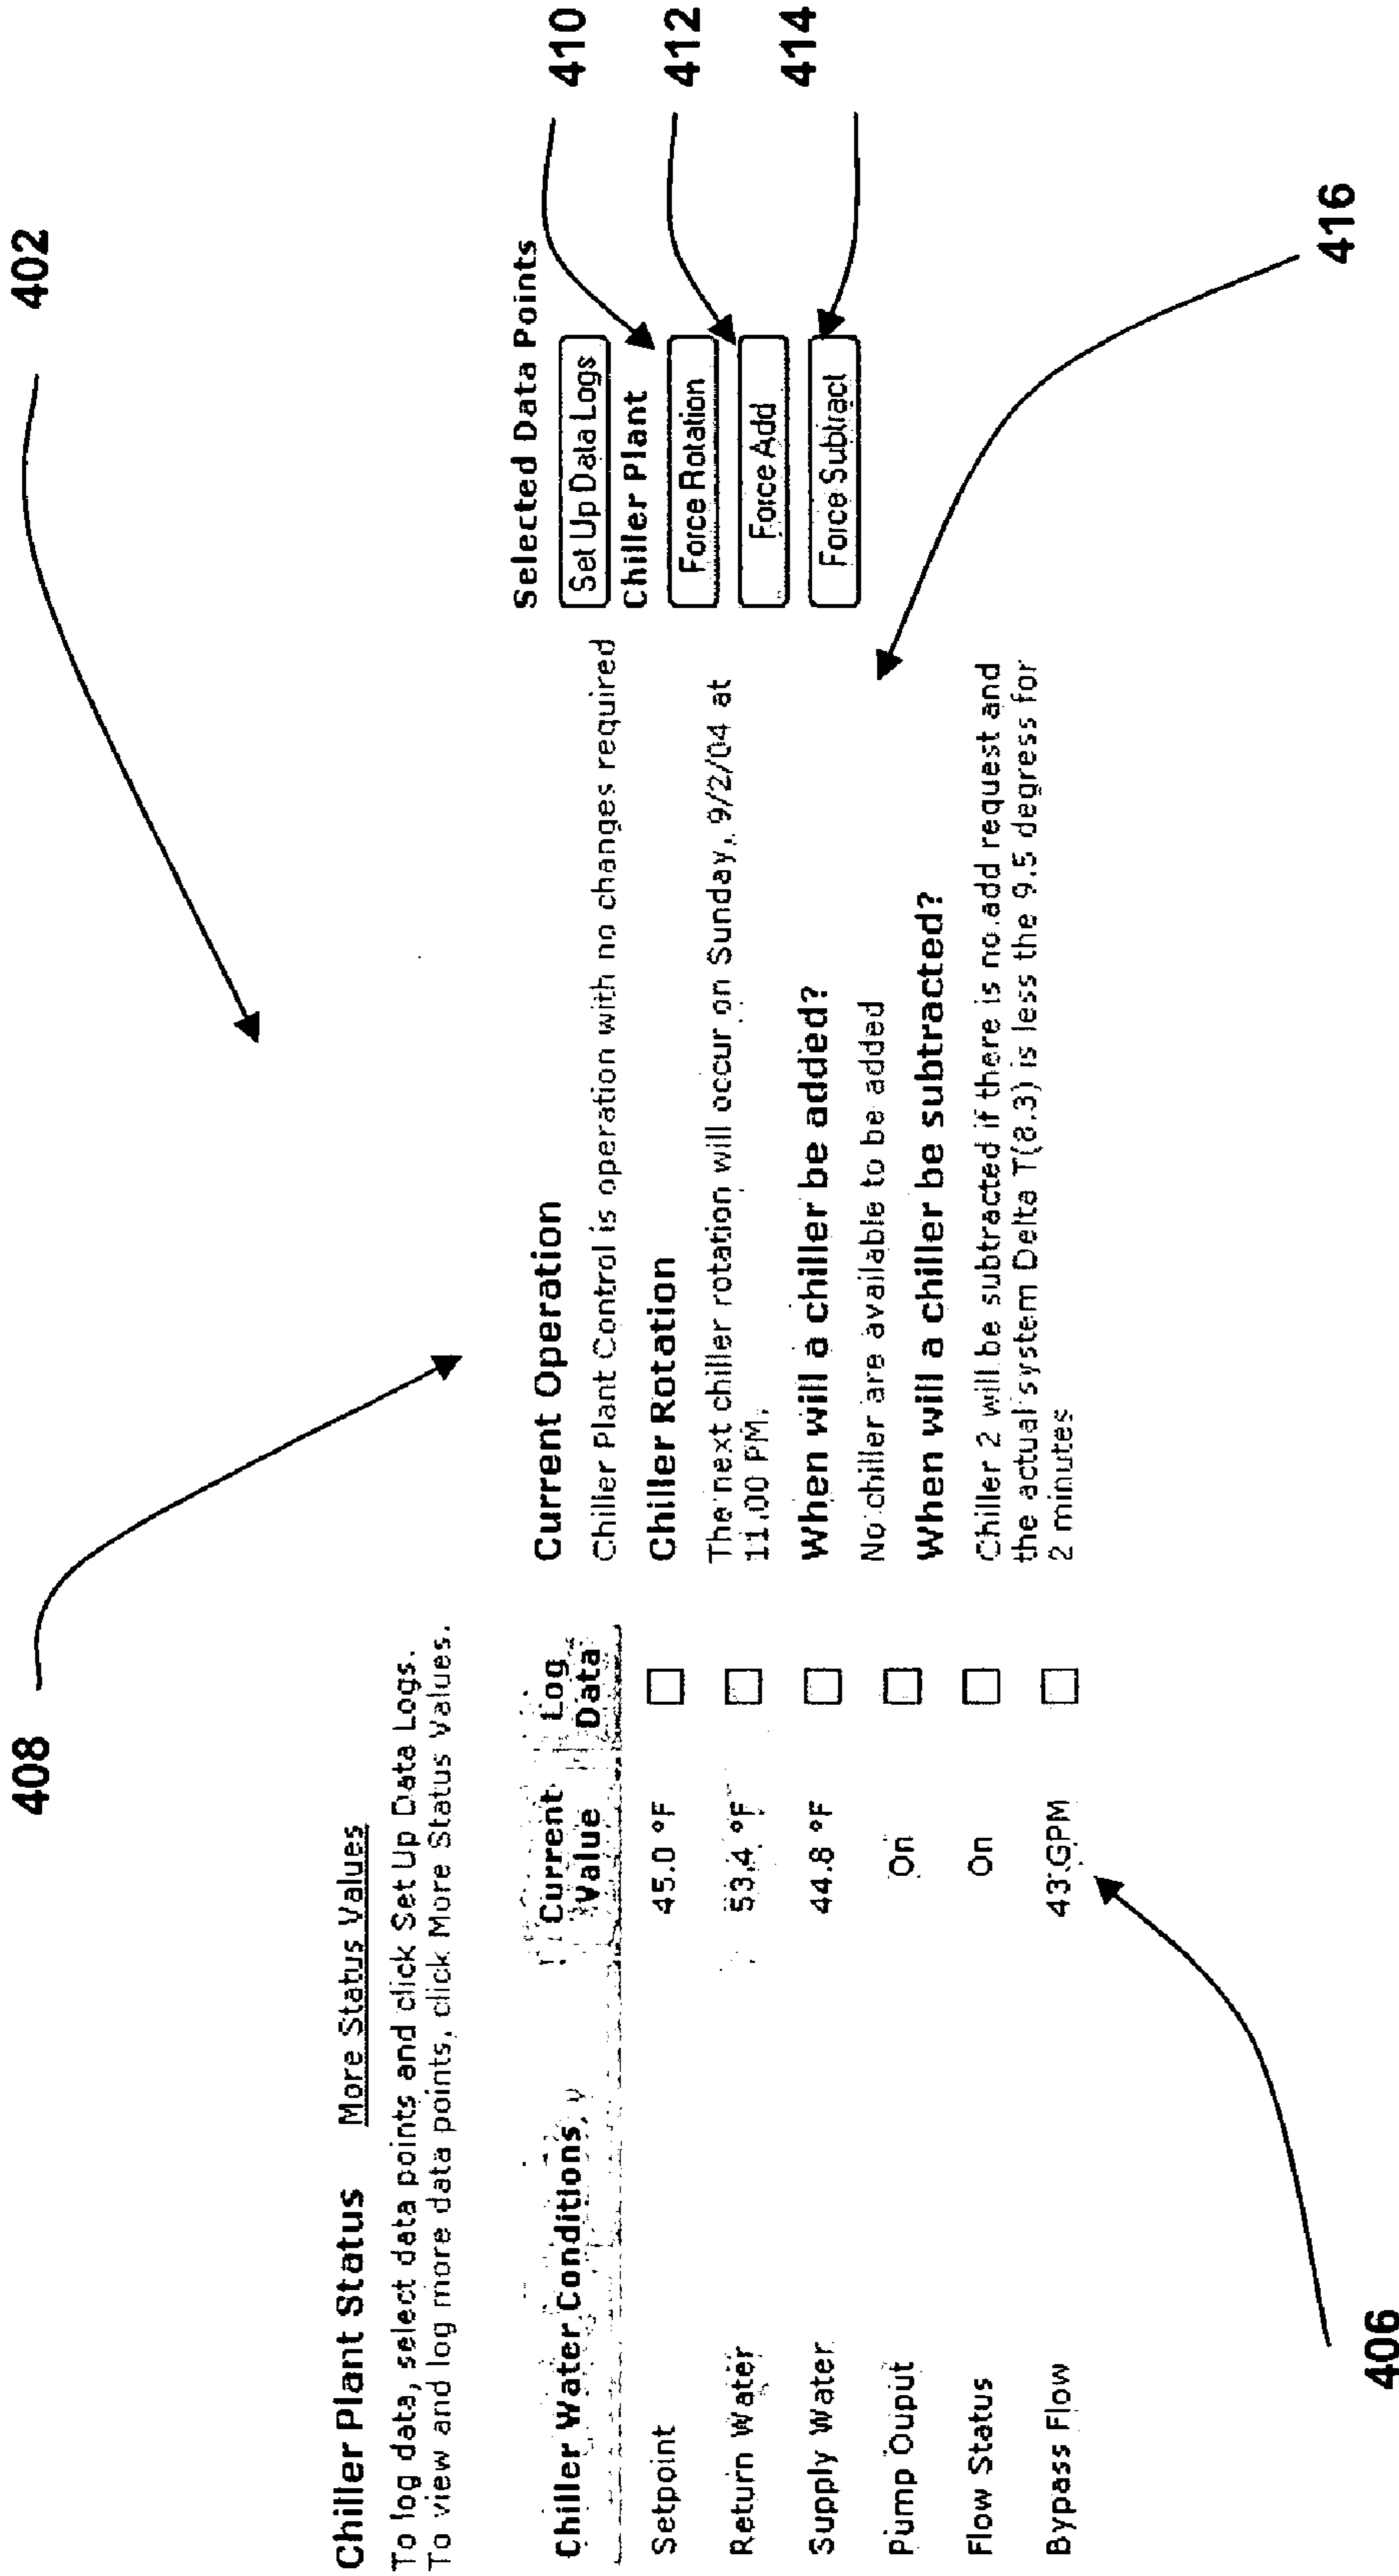 402
408
Chiller Plant Status More Status Values
To log data, select data points and click Set Up Data Logs.
To view and log more data points, click More Status Values.
Chiller Water Conditions Current Value Log Data
Setpoint 45.0 °F
Return Water 53.4 °F
Supply Water 44.8 °F
Pump Ouput On
Flow Status On
Bypass Flow 43 GPM
406
Current Operation
Chiller Plant Control is operation with no changes required
Chiller Rotation
The next chiller rotation will occur on Sunday, 9/2/04 at
11.00 PM.
When will a chiller be added?
No chiller are available to be added
When will a chiller be subtracted?
Chiller 2 will be subtracted if there is no add request and
the actual system Delta T(8.3) is less the 9.5 degress for
2 minutes
416
Selected Data Points
Set Up Data Logs
Chiller Plant
Force Rotation
Force Add
Force Subtract
410
412
414